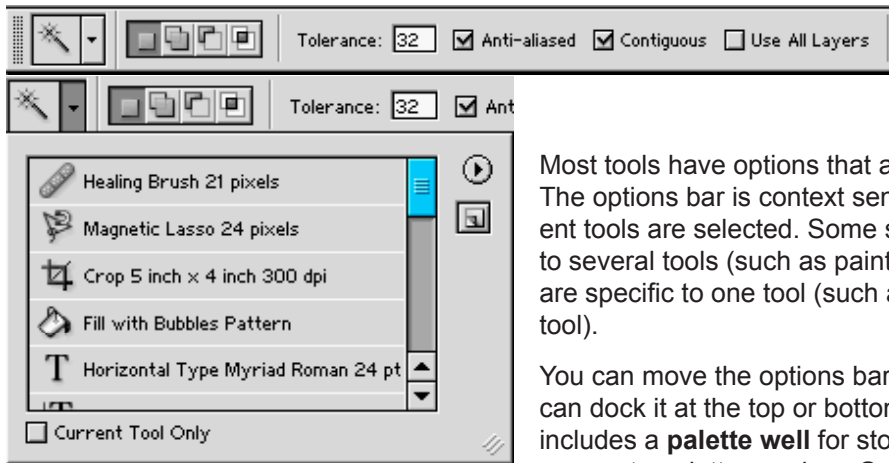 Tolerance: 32 Anti-aliased Contiguous Use All Layers
Tolerance: 32 Ant
Healing Brush 21 pixels
Magnetic Lasso 24 pixels
Crop 5 inch × 4 inch 300 dpi
Fill with Bubbles Pattern
T Horizontal Type Myriad Roman 24 pt
Current Tool Only
Most tools have options that a
The options bar is context sen
ent tools are selected. Some s
to several tools (such as paint
are specific to one tool (such a
tool).
You can move the options bar
can dock it at the top or bottom
includes a palette well for sto